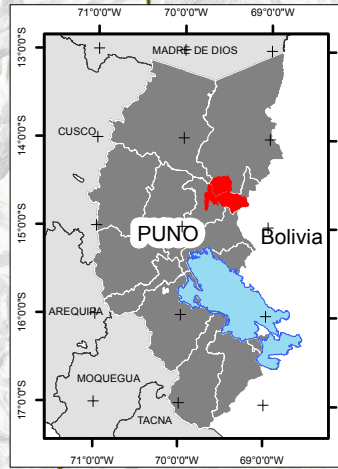 71°0'0"W 70°0'0"W 69°0'0"W
13°0'0"S
MADRE DE DIOS
CUSCO
14°0'0"S
15°0'0"S
PUNO
Bolivia
16°0'0"S
AREQUIPA
MOQUEGUA
17°0'0"S
TACNA
71°0'0"W 70°0'0"W 69°0'0"W